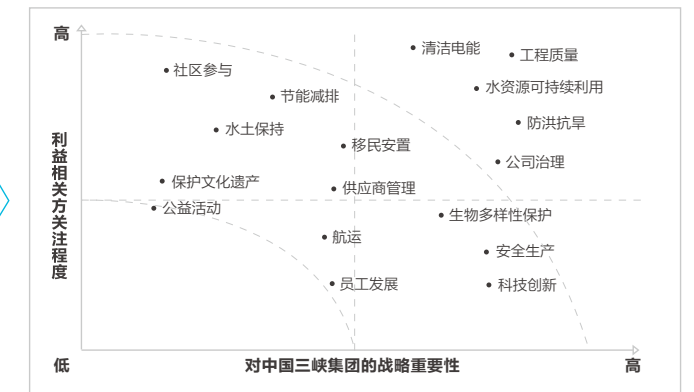 高
清洁电能
工程质量
社区参与
水资源可持续利用
节能减排
防洪抗旱
水土保持
移民安置
公司治理
保护文化遗产
供应商管理
公益活动
生物多样性保护
航运
安全生产
员工发展
科技创新
利益相关方关注程度
低
对中国三峡集团的战略重要性
高